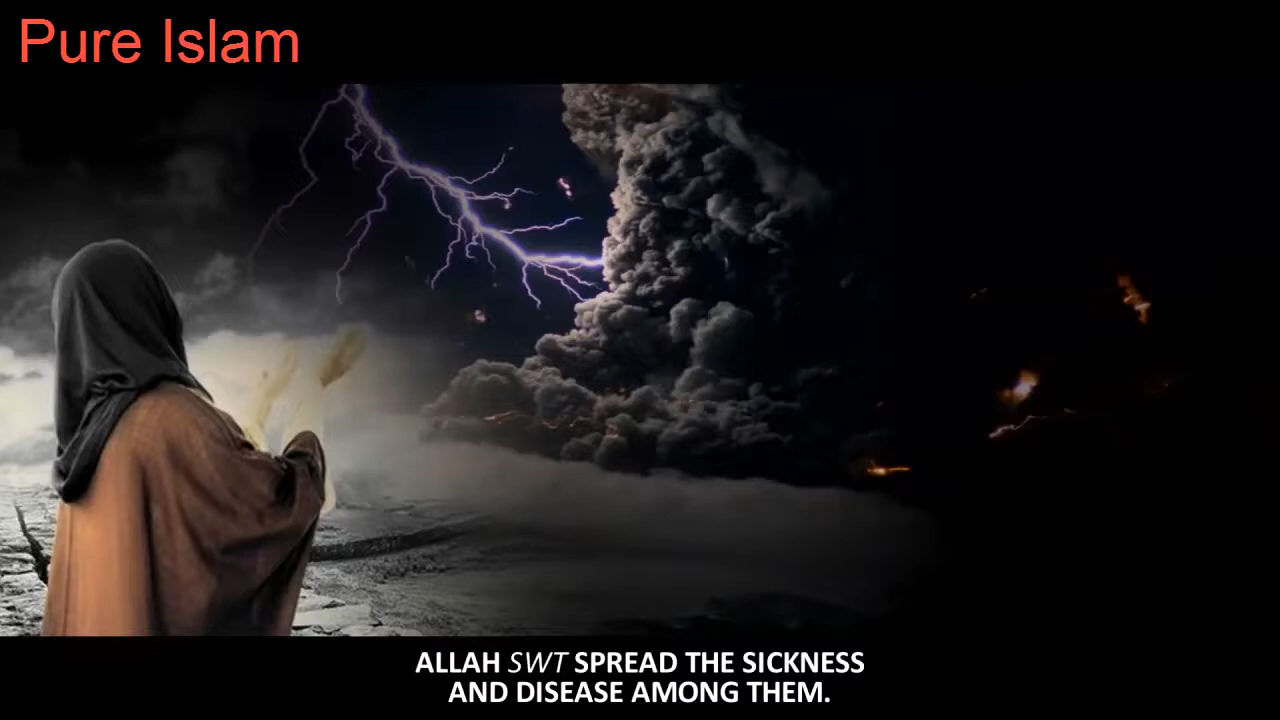 Pure Islam
ALLAH SWT SPREAD THE SICKNESS
AND DISEASE AMONG THEM.